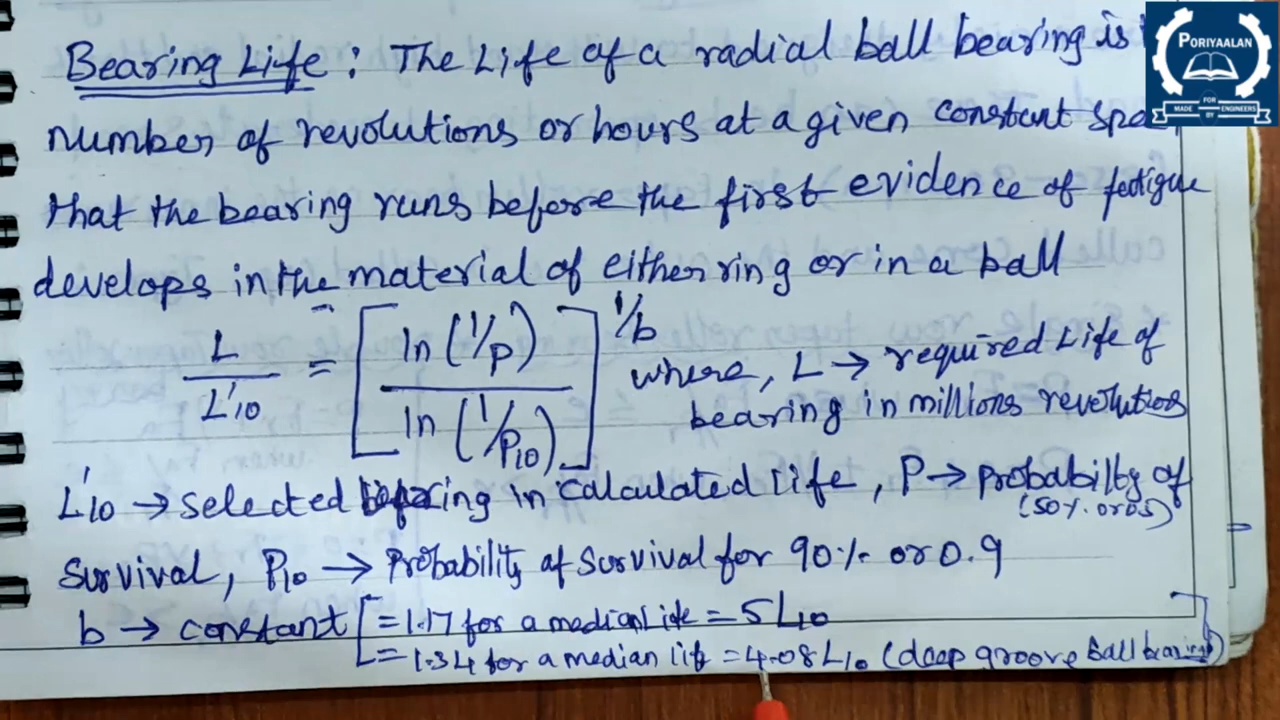 Bearing Life: The Life of a radial ball bearing is
number of revolutions or hours at a given constant
that the bearing runs before the first evidence of fatigue
develops in the material of either ring or in a ball
L/L'10 = [ln (1/p) / ln (1/P10)]^1/b
where, L → required Life of
bearing in millions revolutions
L'10 → selected bearing in calculated life, P → Probabilty of
(50%. or 0.5)
Survival, P10 → Probability of Survival for 90% or 0.9
b → constant [= 1.17 for a median life = 5 L10
= 1.34 for a median life = 4.08 L10 (deep groove Ball bearings)
PORIYAALAN
MADE FOR BY ENGINEERS